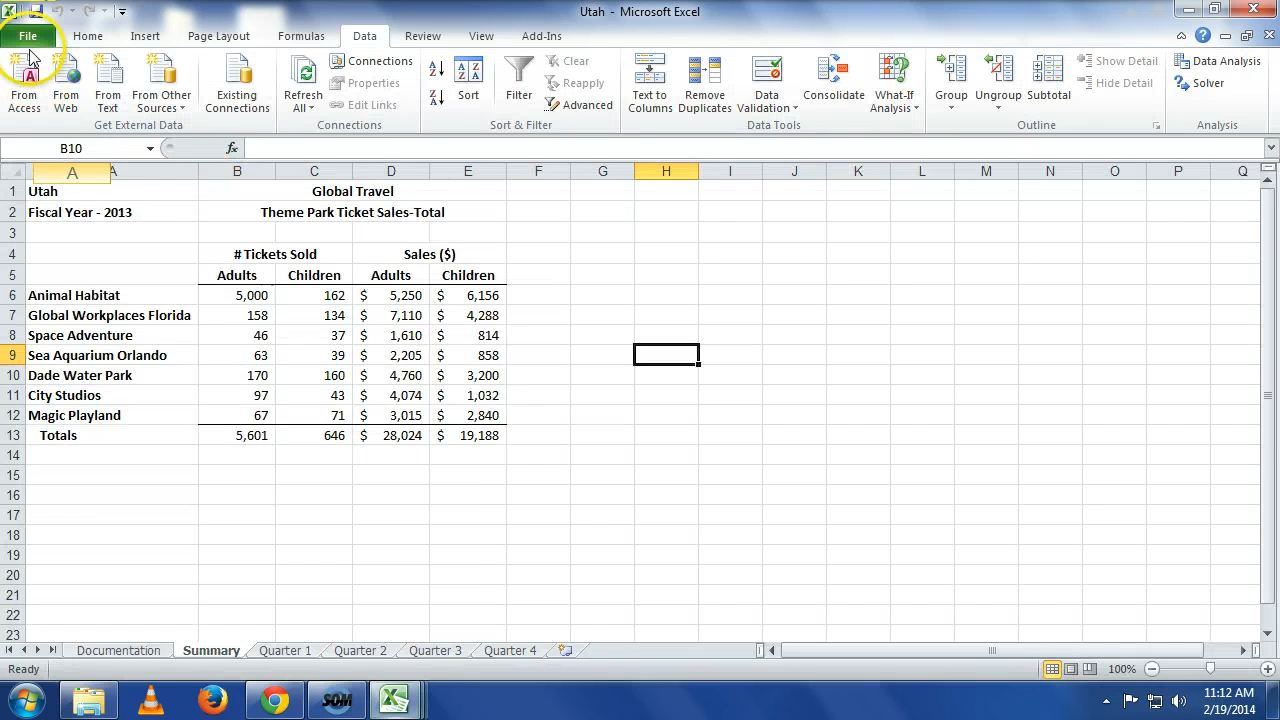 Utah - Microsoft Excel
File Home Insert Page Layout Formulas Data Review View Add-Ins
From Access From Web From Text From Other Sources Existing Connections Refresh All Connections Properties Edit Links Sort Filter Clear Reapply Advanced Text to Columns Remove Duplicates Data Validation Consolidate What-If Analysis Group Ungroup Subtotal Show Detail Hide Detail Data Analysis Solver
Get External Data Connections Sort & Filter Data Tools Outline Analysis
B10 fx
A A B C D E F G H I J K L M N O P Q
1 Utah Global Travel
2 Fiscal Year - 2013 Theme Park Ticket Sales-Total
3
4 # Tickets Sold Sales ($)
5 Adults Children Adults Children
6 Animal Habitat 5,000 162 $ 5,250 $ 6,156
7 Global Workplaces Florida 158 134 $ 7,110 $ 4,288
8 Space Adventure 46 37 $ 1,610 $ 814
9 Sea Aquarium Orlando 63 39 $ 2,205 $ 858
10 Dade Water Park 170 160 $ 4,760 $ 3,200
11 City Studios 97 43 $ 4,074 $ 1,032
12 Magic Playland 67 71 $ 3,015 $ 2,840
13 Totals 5,601 646 $ 28,024 $ 19,188
14
15
16
17
18
19
20
21
22
23
Documentation Summary Quarter 1 Quarter 2 Quarter 3 Quarter 4
Ready 100%
SOM 11:12 AM
2/19/2014